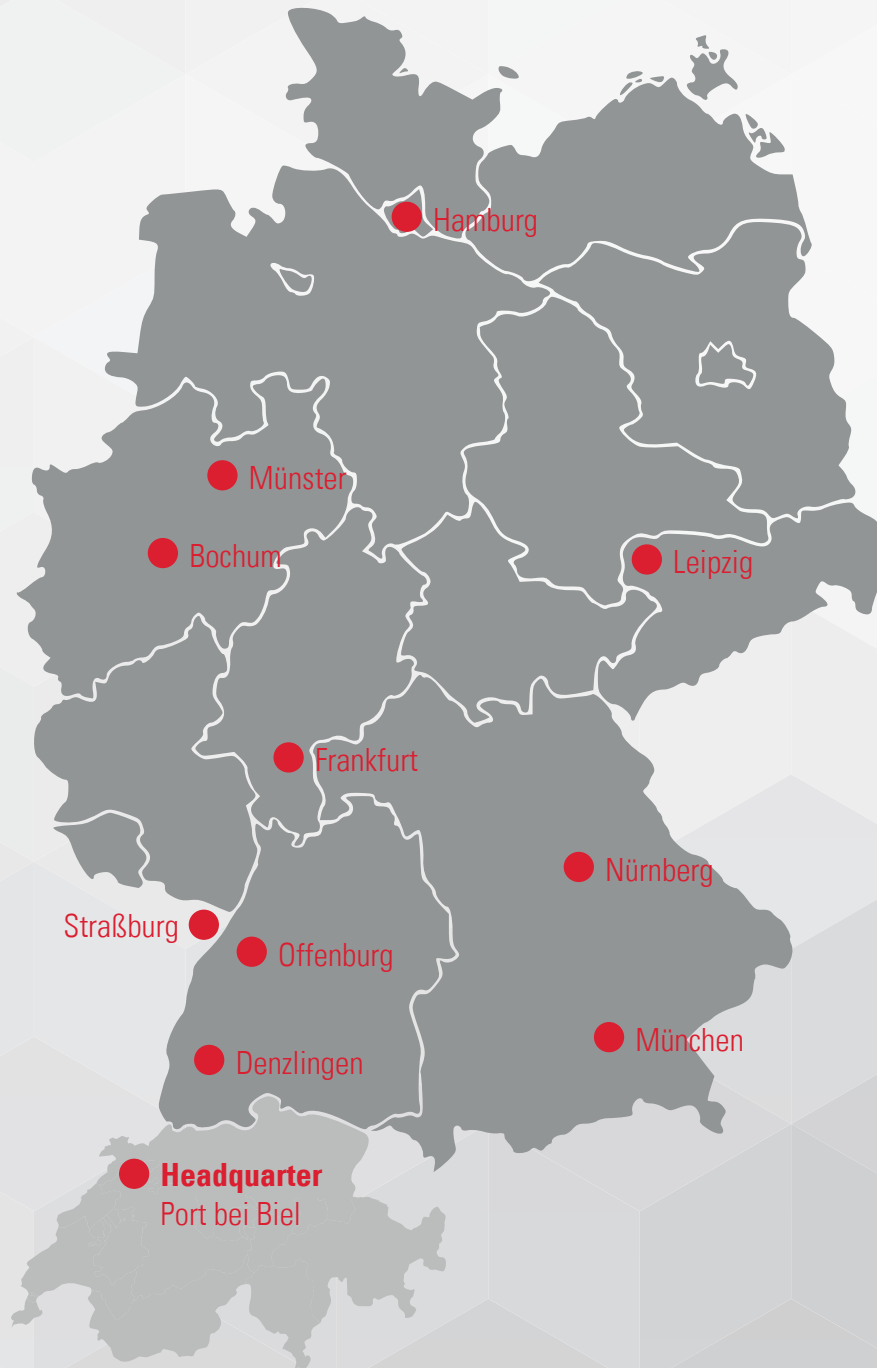 Hamburg
Münster
Bochum
Leipzig
Frankfurt
Nürnberg
Straßburg
Offenburg
München
Denzlingen
Headquarter
Port bei Biel